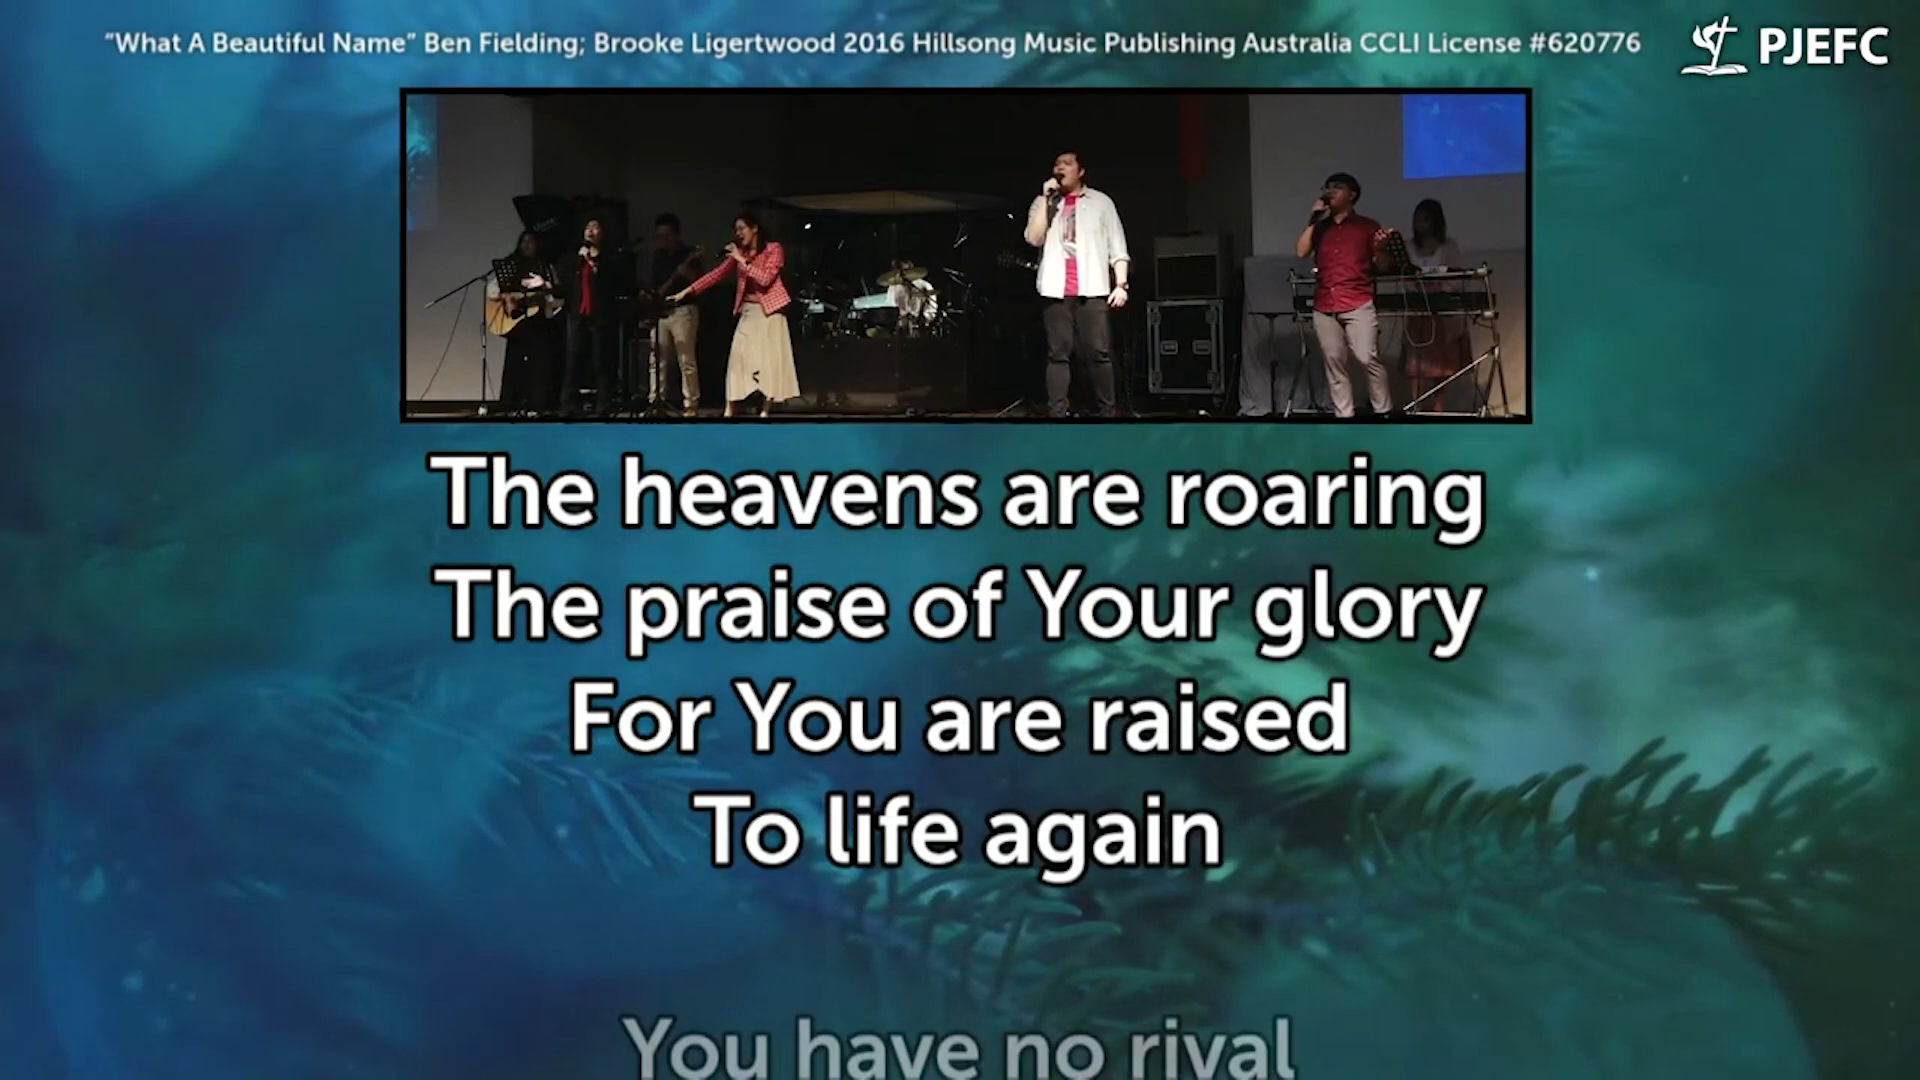 “What A Beautiful Name” Ben Fielding; Brooke Ligertwood 2016 Hillsong Music Publishing Australia CCLI License #620776
PJEFC
The heavens are roaring
The praise of Your glory
For You are raised
To life again
You have no rival